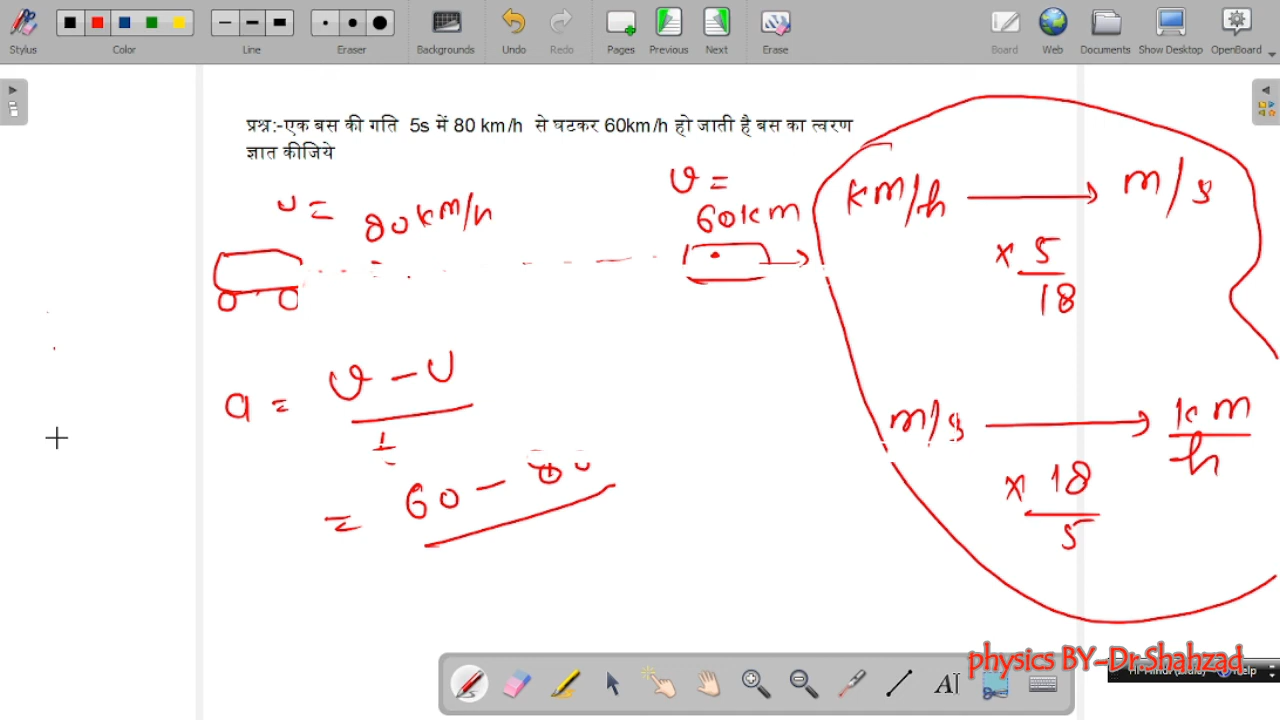 Stylus
Color
Line
Eraser
Backgrounds
Undo
Redo
Pages
Previous
Next
Erase
Board
Web
Documents
Show Desktop
OpenBoard
प्रश्न:-एक बस की गति 5s में 80 km/h से घटकर 60km/h हो जाती है बस का त्वरण
ज्ञात कीजिये
u =
80km/h
v =
60km
km/h
m/s
× 5
18
a = v - u
t
= 60 - 80
m/s
km
h
× 18
5
physics BY-Dr.Shahzad
Help